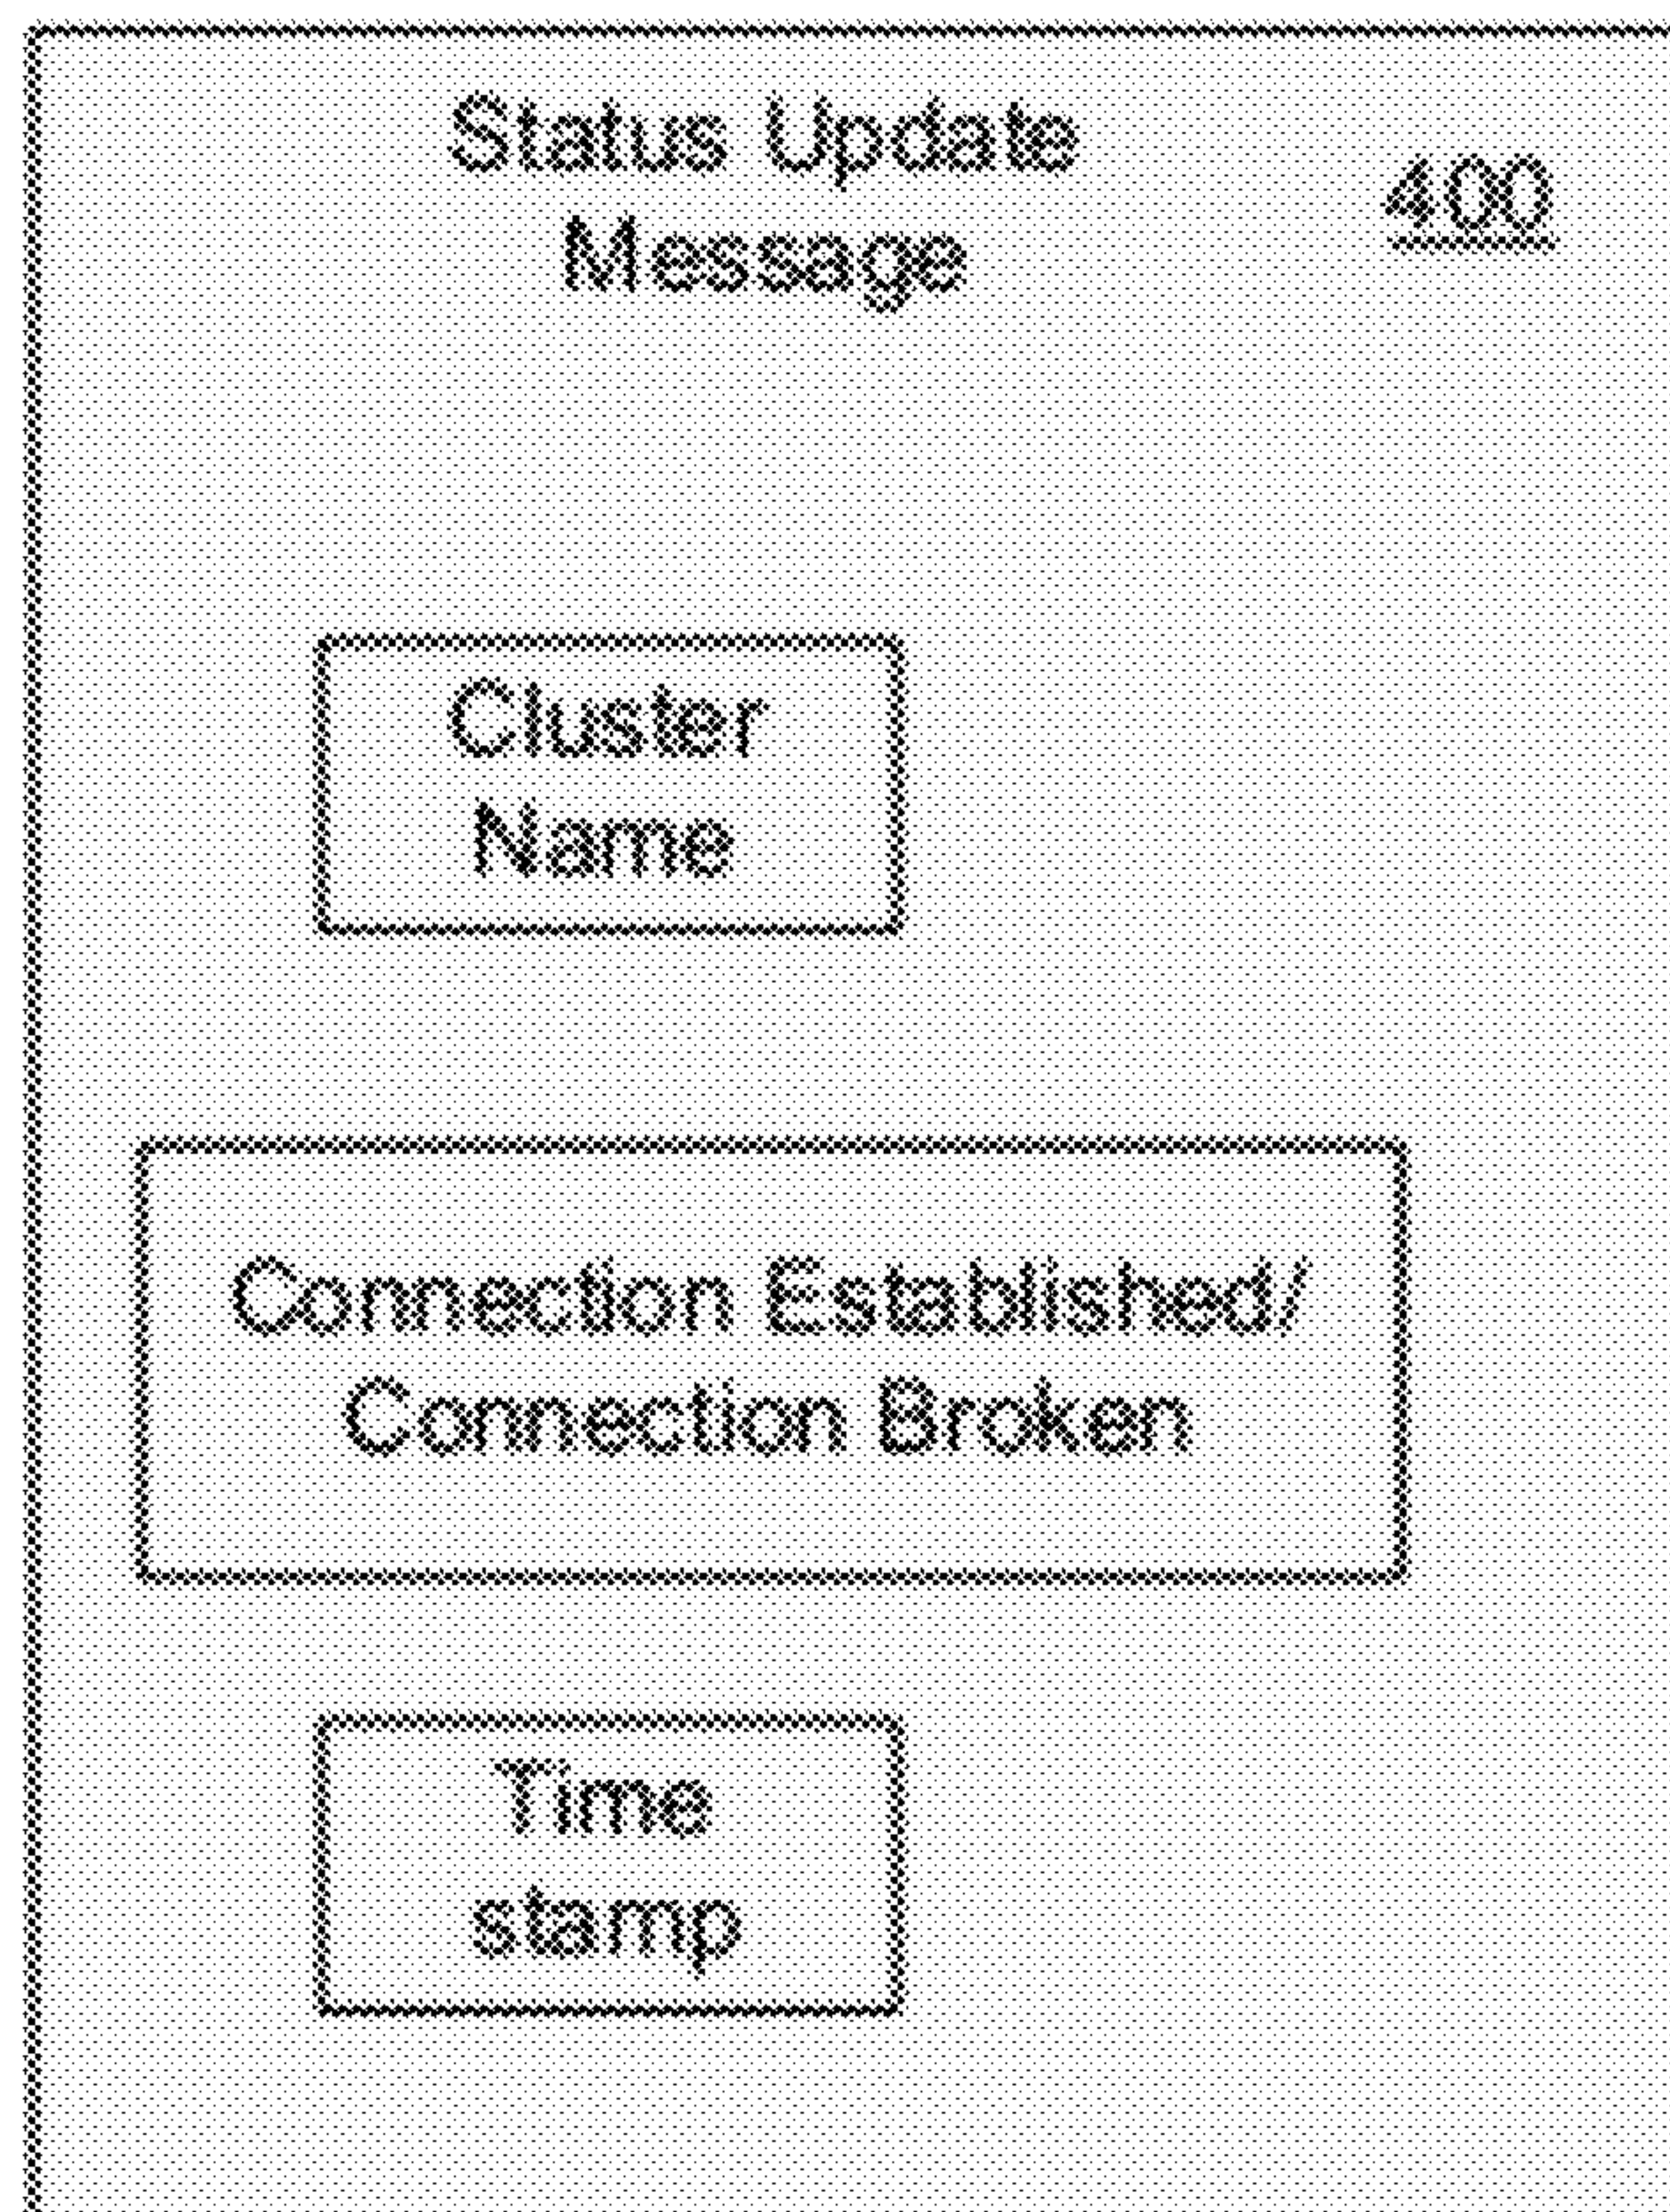 Status Update
Message
400
Cluster
Name
Connection Established/
Connection Broken
Time
stamp